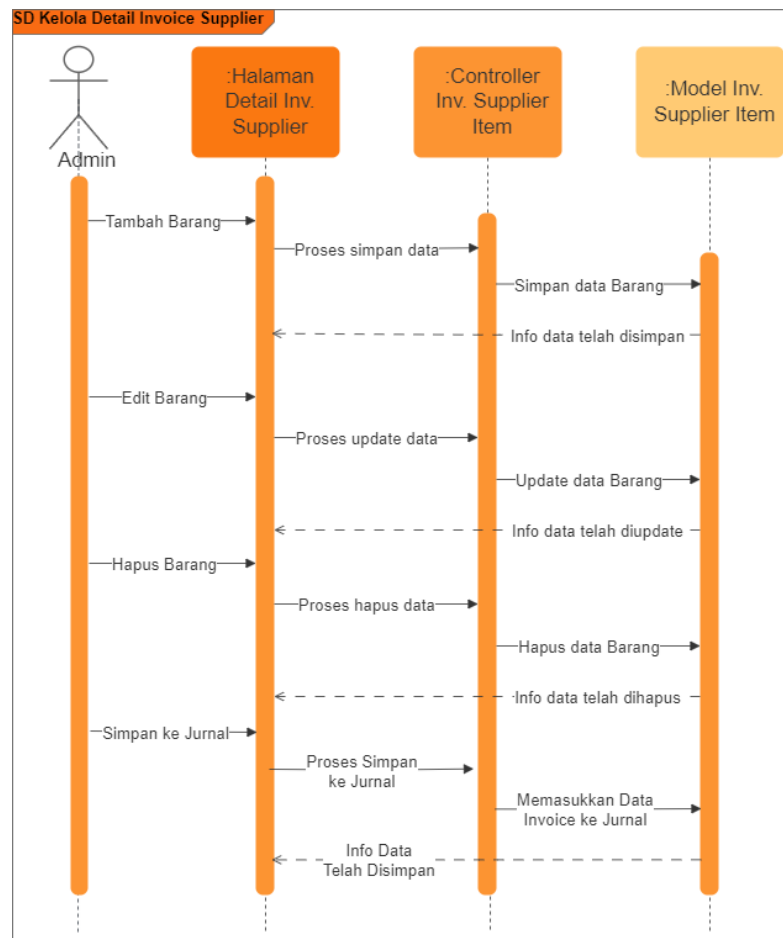 SD Kelola Detail Invoice Supplier
:Halaman
Detail Inv.
Supplier
:Controller
Inv. Supplier
Item
:Model Inv.
Supplier Item
Admin
Tambah Barang
Proses simpan data
Simpan data Barang
Info data telah disimpan
Edit Barang
Proses update data
Update data Barang
Info data telah diupdate
Hapus Barang
Proses hapus data
Hapus data Barang
Info data telah dihapus
Simpan ke Jurnal
Proses Simpan
ke Jurnal
Memasukkan Data
Invoice ke Jurnal
Info Data
Telah Disimpan